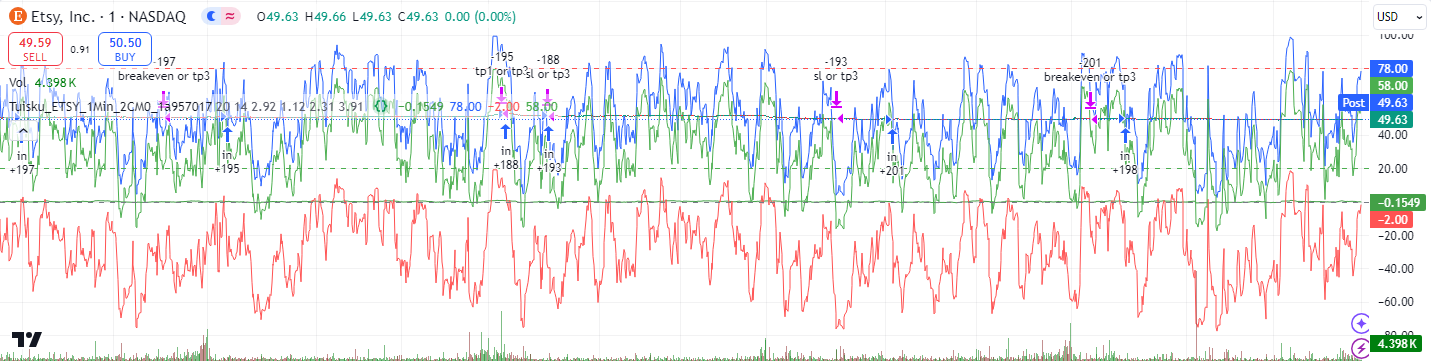 Etsy, Inc. · 1 · NASDAQ O49.63 H49.66 L49.63 C49.63 0.00 (0.00%)
USD
49.59 SELL
0.91
50.50 BUY
Vol 4.398K
Tuisku_ETSY_1Min_2GM0_1a957017 20 14 2.92 1.12 2.31 3.91 −0.1549 78.00 −2.00 58.00
-197
breakeven or tp3
-195
tp1 or tp3
-188
sl or tp3
-193
sl or tp3
-201
breakeven or tp3
in
+197
in
+195
in
+188
in
+193
in
+201
in
+198
100.00
78.00
58.00
Post 49.63
49.63
40.00
20.00
−0.1549
−2.00
−20.00
−40.00
−60.00
−80.00
4.398K